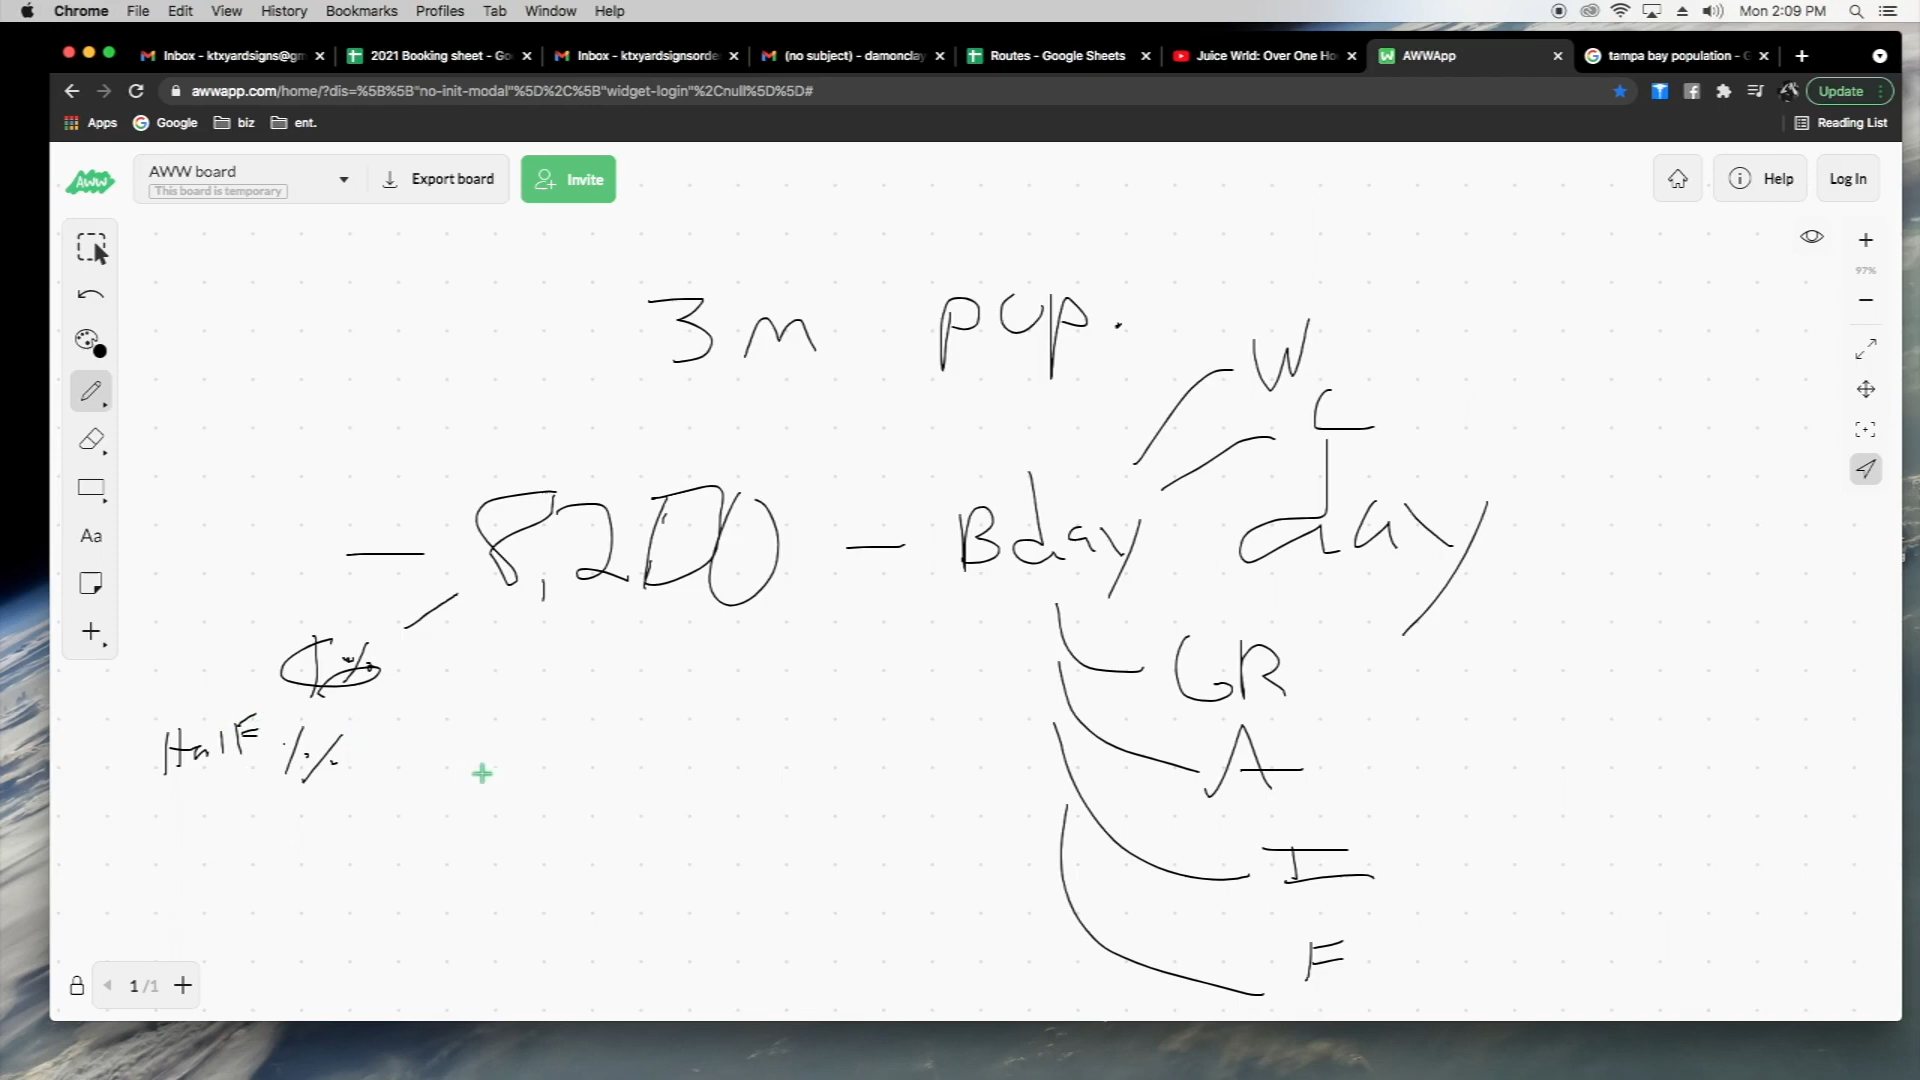 Chrome File Edit View History Bookmarks Profiles Tab Window Help Mon 2:09 PM
Inbox - ktxyardsigns@gm 2021 Booking sheet - Go Inbox - ktxyardsignsorde (no subject) - damonclay Routes - Google Sheets Juice Wrld: Over One Ho AWWApp tampa bay population - G
awwapp.com/home/?dis=%5B%5B"no-init-modal"%5D%2C%5B"widget-login"%2Cnull%5D%5D# Update
Apps Google biz ent. Reading List
AWW AWW board Export board Invite Help Log In
This board is temporary
97%
3m pop.
W
C
- 8,200 - Bday day
GR
Half %
A
I
F
Aa
1/1